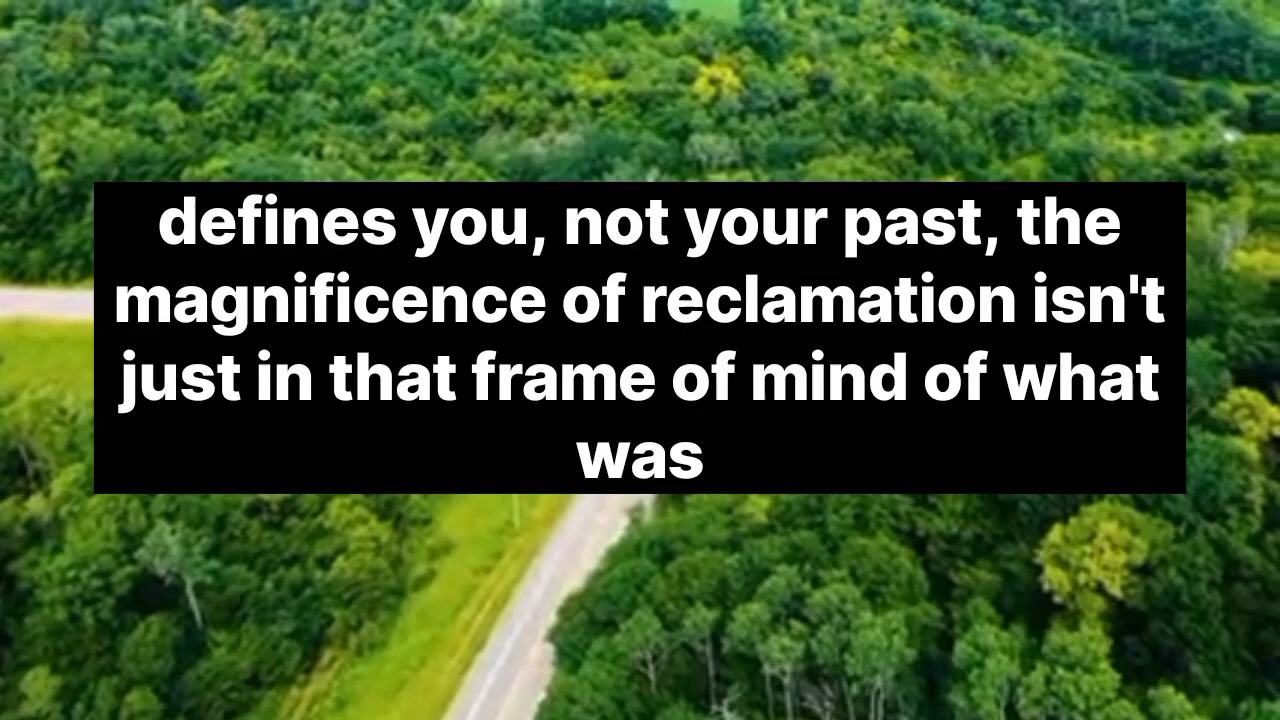 defines you, not your past, the
magnificence of reclamation isn't
just in that frame of mind of what
was